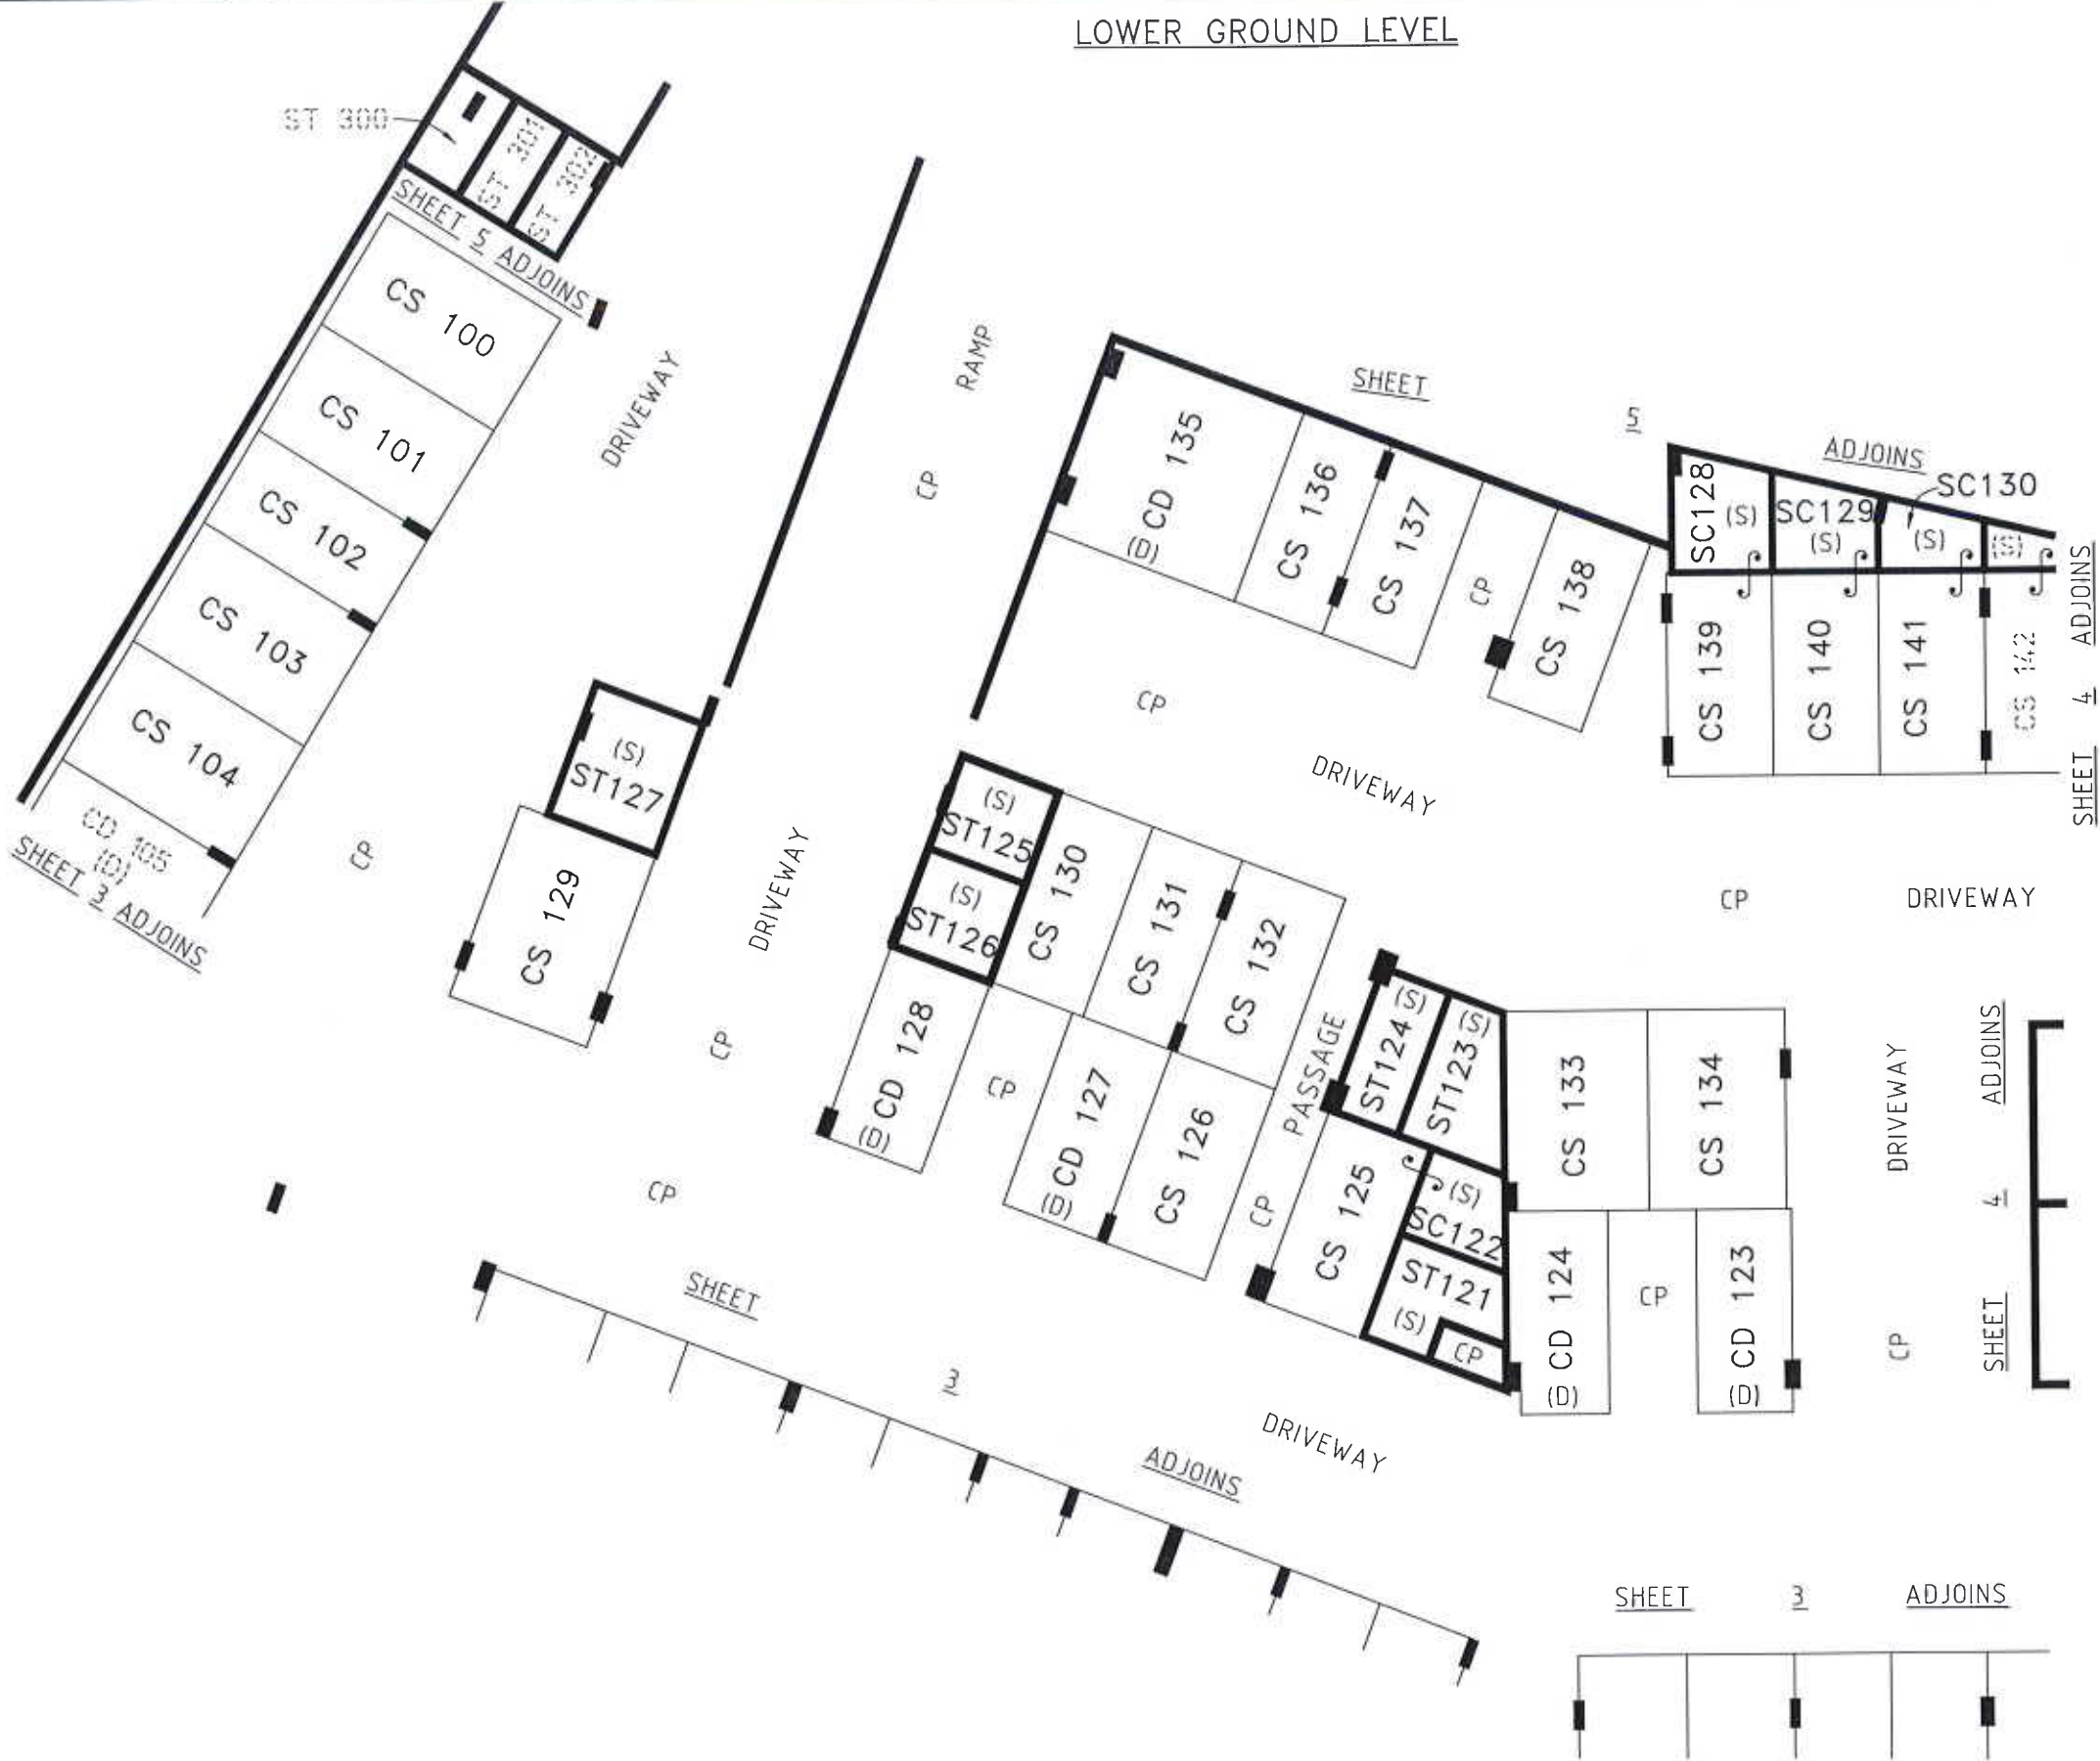 LOWER GROUND LEVEL
ST 300
ST 301
ST 302
SHEET 5 ADJOINS
CS 100
CS 101
CS 102
CS 103
CS 104
CD 105
(D)
SHEET 3 ADJOINS
DRIVEWAY
CP
RAMP
CP
SHEET 5 ADJOINS
CD 135
(D)
CS 136
CS 137
CP
CS 138
SC128
(S)
SC129
(S)
SC130
(S)
(S)
CS 139
CS 140
CS 141
CS 142
SHEET 4 ADJOINS
CP
DRIVEWAY
CP
DRIVEWAY
(S)
ST127
CS 129
DRIVEWAY
CP
(S)
ST125
(S)
ST126
CS 130
CS 131
CS 132
CD 128
(D)
CP
CD 127
(D)
CS 126
PASSAGE
CP
ST124 (S)
ST123 (S)
CS 125
(S)
SC122
ST121
(S)
CP
CS 133
CS 134
CD 124
(D)
CP
CD 123
(D)
DRIVEWAY
CP
SHEET 4 ADJOINS
CP
SHEET 3 ADJOINS
DRIVEWAY
SHEET 3 ADJOINS